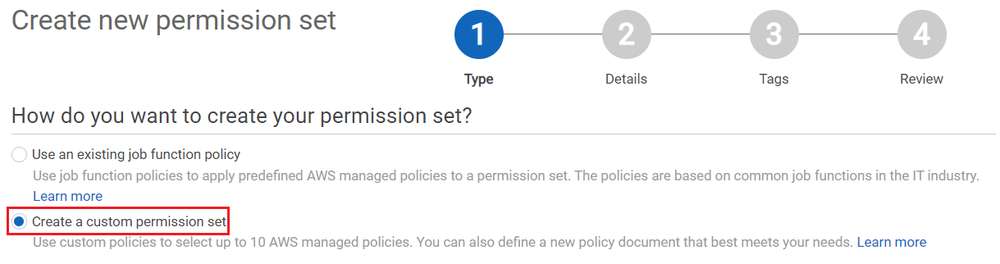 Create new permission set
1 2 3 4
Type Details Tags Review
How do you want to create your permission set?
Use an existing job function policy
Use job function policies to apply predefined AWS managed policies to a permission set. The policies are based on common job functions in the IT industry.
Learn more
Create a custom permission set
Use custom policies to select up to 10 AWS managed policies. You can also define a new policy document that best meets your needs. Learn more